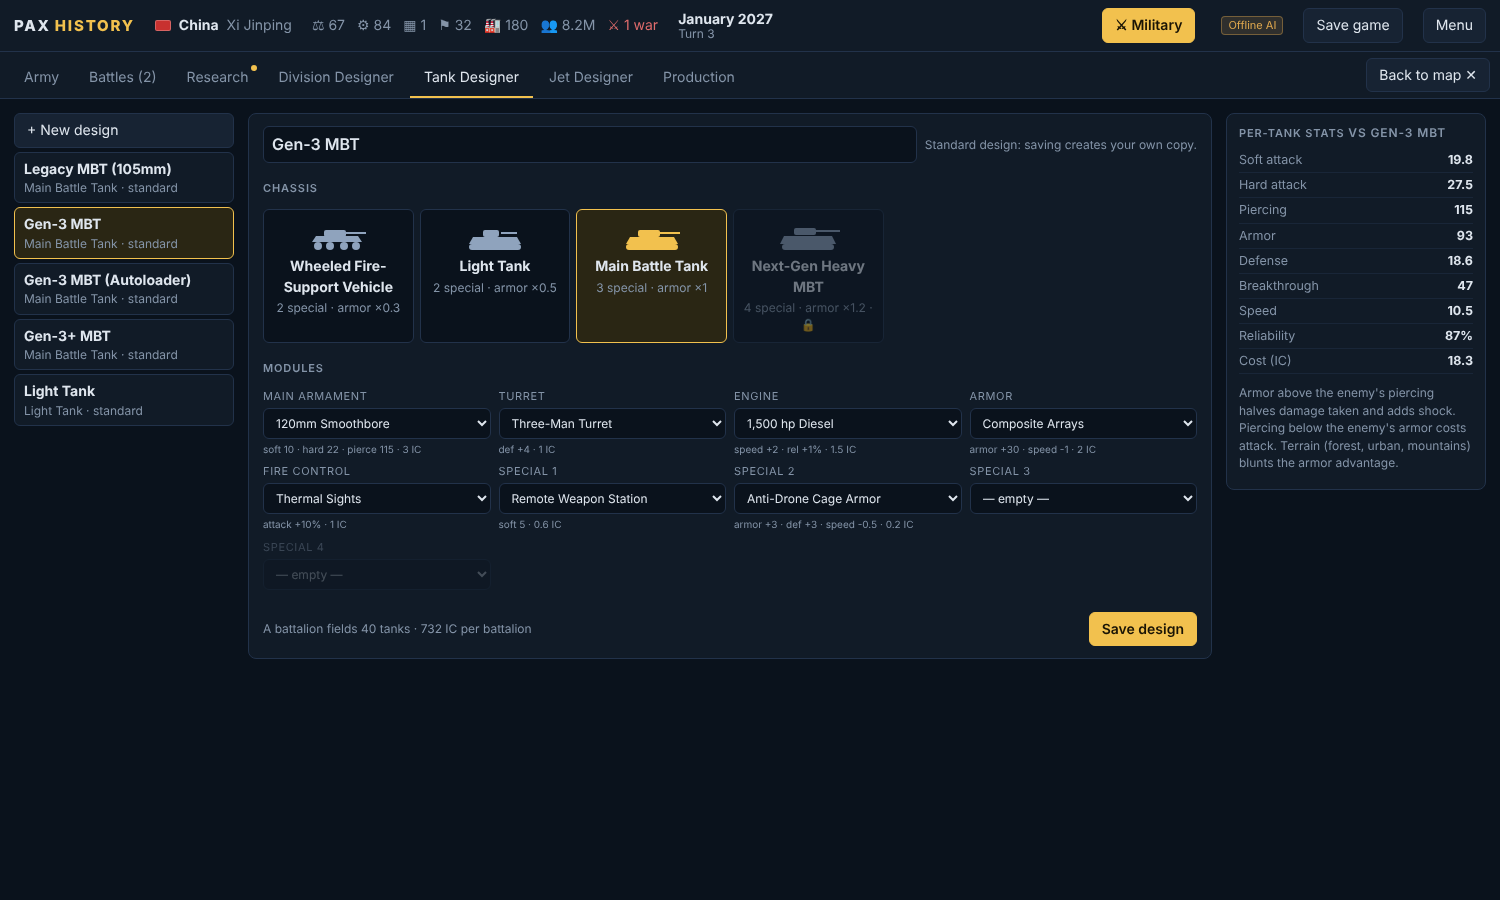 PAX HISTORY
China Xi Jinping
67 84 1 32 180 8.2M 1 war
January 2027
Turn 3
Military
Offline AI
Save game
Menu
Army
Battles (2)
Research
Division Designer
Tank Designer
Jet Designer
Production
Back to map ✕
+ New design
Legacy MBT (105mm)
Main Battle Tank · standard
Gen-3 MBT
Main Battle Tank · standard
Gen-3 MBT (Autoloader)
Main Battle Tank · standard
Gen-3+ MBT
Main Battle Tank · standard
Light Tank
Light Tank · standard
Gen-3 MBT
Standard design: saving creates your own copy.
CHASSIS
Wheeled Fire-
Support Vehicle
2 special · armor ×0.3
Light Tank
2 special · armor ×0.5
Main Battle Tank
3 special · armor ×1
Next-Gen Heavy
MBT
4 special · armor ×1.2 ·
MODULES
MAIN ARMAMENT
120mm Smoothbore
soft 10 · hard 22 · pierce 115 · 3 IC
TURRET
Three-Man Turret
def +4 · 1 IC
ENGINE
1,500 hp Diesel
speed +2 · rel +1% · 1.5 IC
ARMOR
Composite Arrays
armor +30 · speed -1 · 2 IC
FIRE CONTROL
Thermal Sights
attack +10% · 1 IC
SPECIAL 1
Remote Weapon Station
soft 5 · 0.6 IC
SPECIAL 2
Anti-Drone Cage Armor
armor +3 · def +3 · speed -0.5 · 0.2 IC
SPECIAL 3
— empty —
SPECIAL 4
— empty —
A battalion fields 40 tanks · 732 IC per battalion
Save design
PER-TANK STATS VS GEN-3 MBT
Soft attack 19.8
Hard attack 27.5
Piercing 115
Armor 93
Defense 18.6
Breakthrough 47
Speed 10.5
Reliability 87%
Cost (IC) 18.3
Armor above the enemy's piercing
halves damage taken and adds shock.
Piercing below the enemy's armor costs
attack. Terrain (forest, urban, mountains)
blunts the armor advantage.